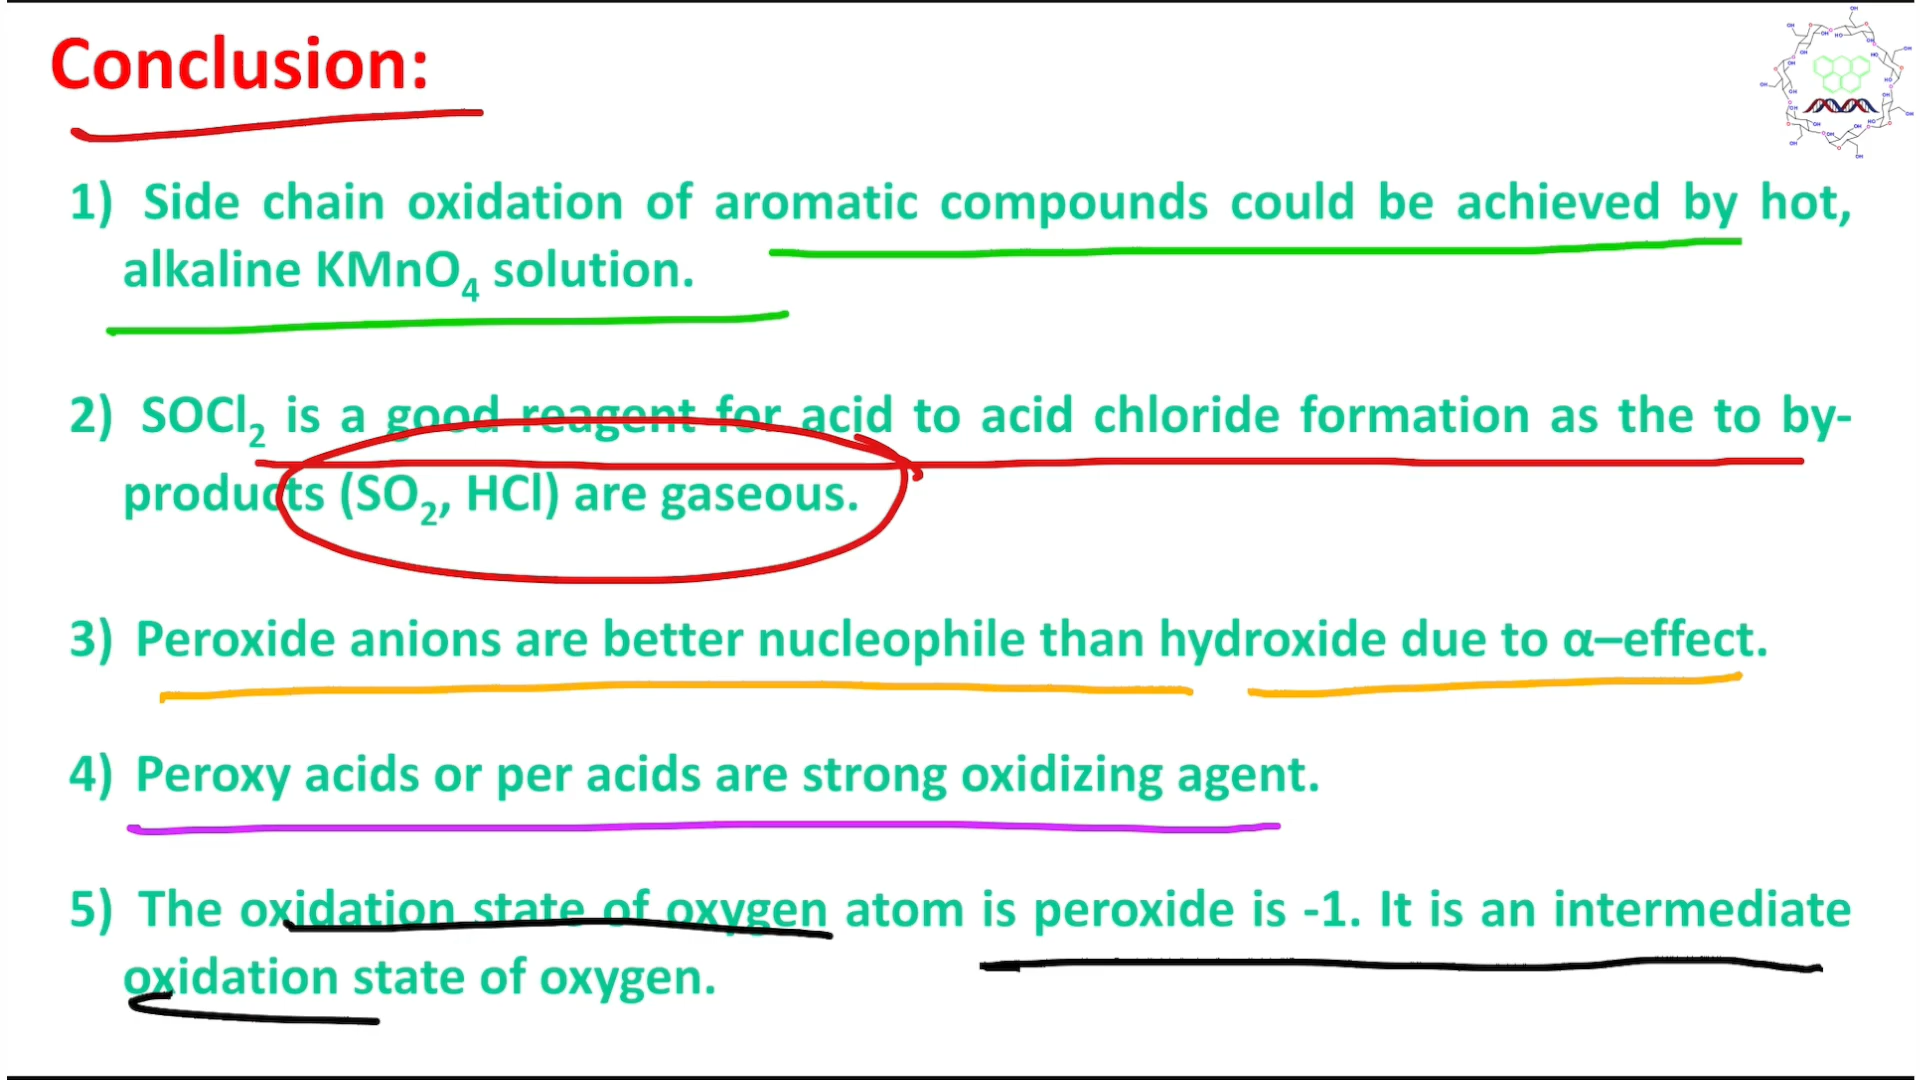 Conclusion:
1) Side chain oxidation of aromatic compounds could be achieved by hot,
alkaline KMnO₄ solution.
2) SOCl₂ is a good reagent for acid to acid chloride formation as the to by-
products (SO₂, HCl) are gaseous.
3) Peroxide anions are better nucleophile than hydroxide due to α–effect.
4) Peroxy acids or per acids are strong oxidizing agent.
5) The oxidation state of oxygen atom is peroxide is -1. It is an intermediate
oxidation state of oxygen.